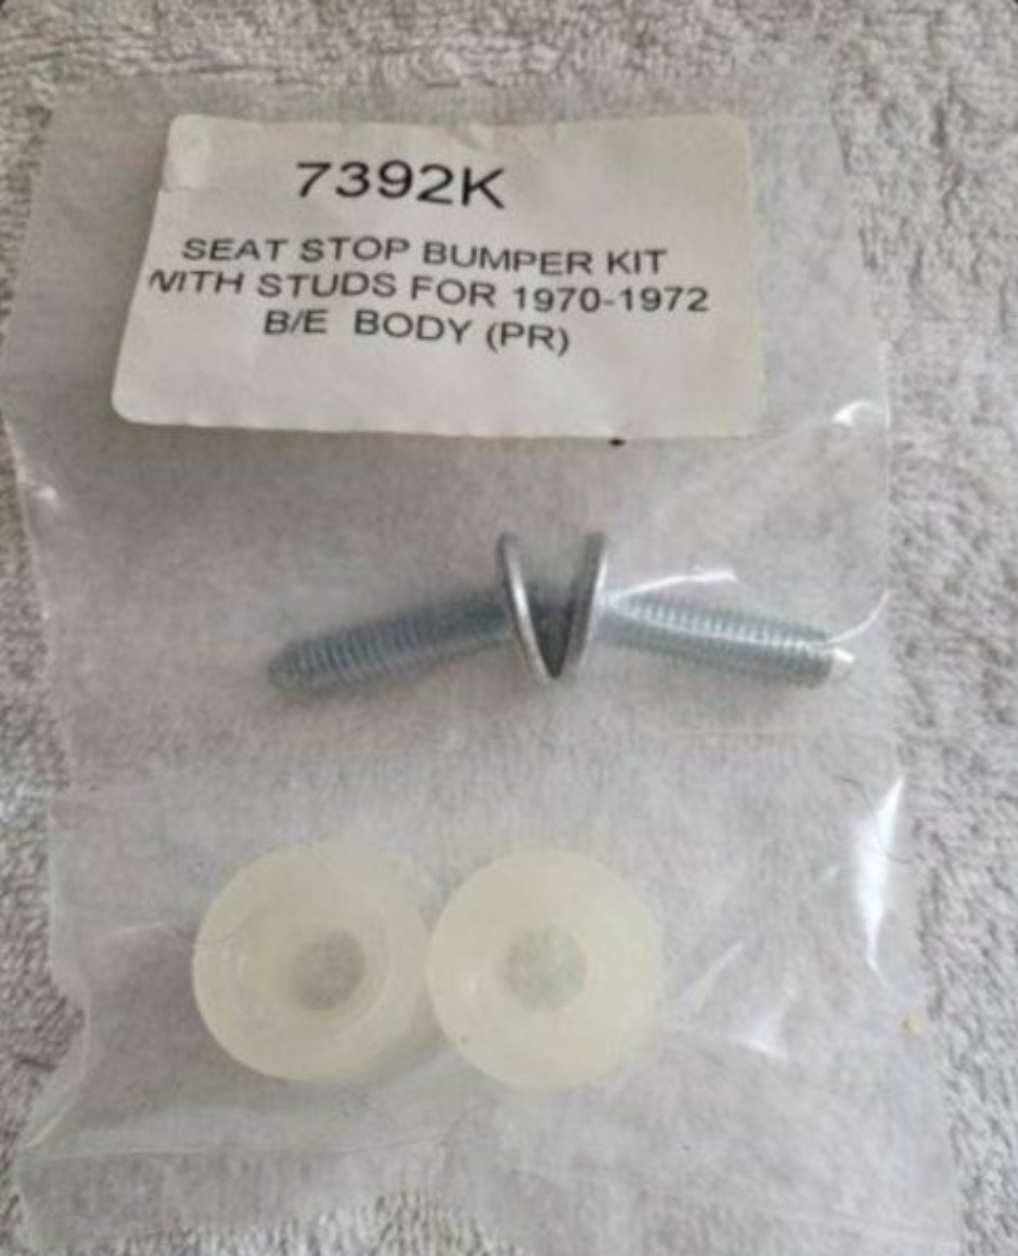 7392K
SEAT STOP BUMPER KIT
WITH STUDS FOR 1970-1972
B/E BODY (PR)